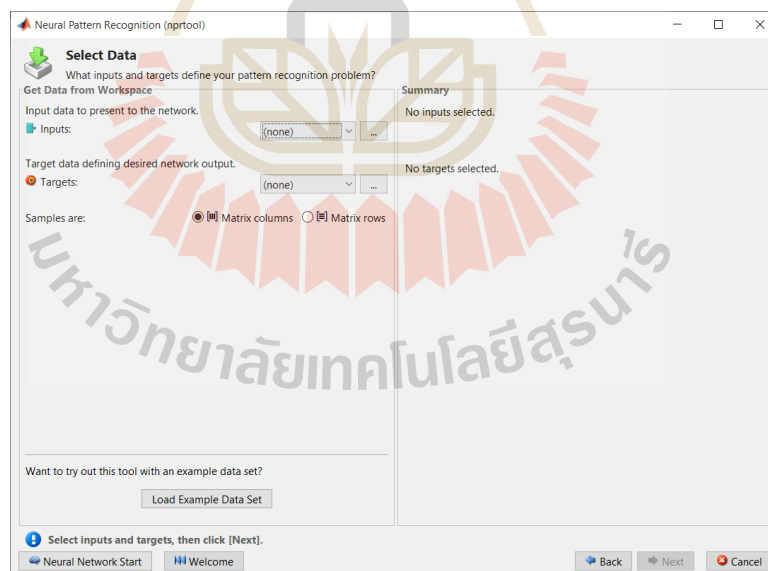 Neural Pattern Recognition (nprtool)
Select Data
What inputs and targets define your pattern recognition problem?
Get Data from Workspace
Input data to present to the network.
Inputs:
(none)
...
Target data defining desired network output.
Targets:
(none)
...
Samples are:
Matrix columns
Matrix rows
Summary
No inputs selected.
No targets selected.
มหาวิทยาลัยเทคโนโลยีสุรนารี
Want to try out this tool with an example data set?
Load Example Data Set
Select inputs and targets, then click [Next].
Neural Network Start
Welcome
Back
Next
Cancel